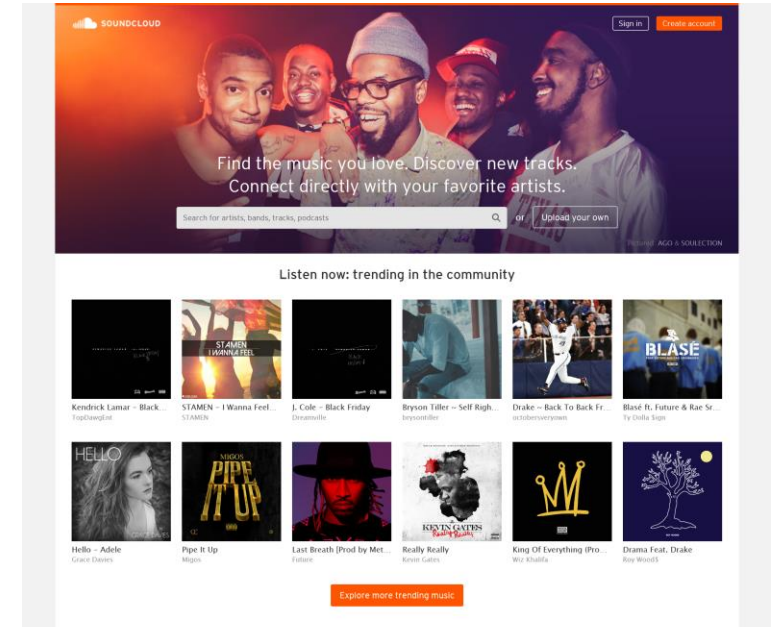 SOUNDCLOUD
Sign in
Create account
Find the music you love. Discover new tracks.
Connect directly with your favorite artists.
Search for artists, bands, tracks, podcasts
or
Upload your own
Pictured: AGO & SOULECTION
TEXAS
Listen now: trending in the community
STAMEN
I WANNA FEEL
BLASÉ
Kendrick Lamar – Black...
STAMEN – I Wanna Feel...
J. Cole – Black Friday
Bryson Tiller – Self Righ...
Drake – Back To Back Fr...
Blasé ft. Future & Rae Sr...
TopDawgEnt
STAMEN
Dreamville
brysontiller
octobersveryown
Ty Dolla $ign
HELLO
MIGOS
PIPE
IT UP
KEVIN GATES
Really Really
Hello – Adele
Pipe It Up
Last Breath [Prod by Met...
Really Really
King Of Everything (Pro...
Drama Feat. Drake
Grace Davies
Migos
Future
Kevin Gates
Wiz Khalifa
Roy Wood$
Explore more trending music